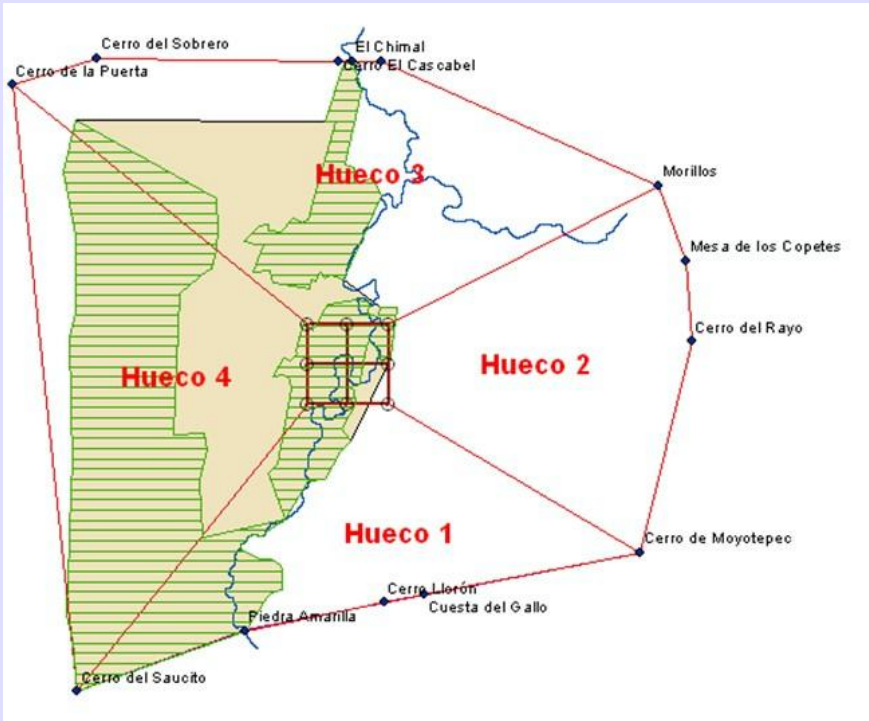 Cerro del Sobrero
El Chimal
Cerro de la Puerta
Cerro El Cascabel
Hueco 3
Morillos
Mesa de los Copetes
Cerro del Rayo
Hueco 4
Hueco 2
Hueco 1
Cerro de Moyotepec
Cerro Llorón
Cuesta del Gallo
Piedra Amarilla
Cerro del Saucito